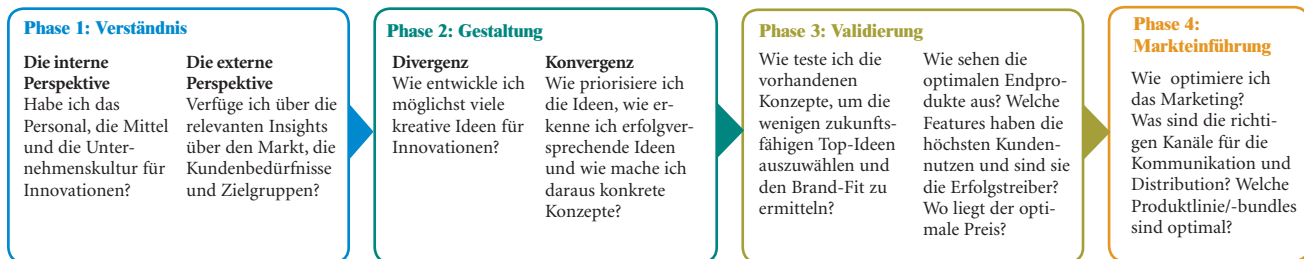 Phase 1: Verständnis
Die interne
Perspektive
Habe ich das
Personal, die Mittel
und die Unter-
nehmenskultur für
Innovationen?
Die externe
Perspektive
Verfüge ich über die
relevanten Insights
über den Markt, die
Kundenbedürfnisse
und Zielgruppen?
Phase 2: Gestaltung
Divergenz
Wie entwickle ich
möglichst viele
kreative Ideen für
Innovationen?
Konvergenz
Wie priorisiere ich
die Ideen, wie er-
kenne ich erfolgver-
sprechende Ideen
und wie mache ich
daraus konkrete
Konzepte?
Phase 3: Validierung
Wie teste ich die
vorhandenen
Konzepte, um die
wenigen zukunfts-
fähigen Top-Ideen
auszuwählen und
den Brand-Fit zu
ermitteln?
Wie sehen die
optimalen Endpro-
dukte aus? Welche
Features haben die
höchsten Kunden-
nutzen und sind sie
die Erfolgstreiber?
Wo liegt der opti-
male Preis?
Phase 4:
Markteinführung
Wie optimiere ich
das Marketing?
Was sind die richti-
gen Kanäle für die
Kommunikation und
Distribution? Welche
Produktlinie/-bundles
sind optimal?